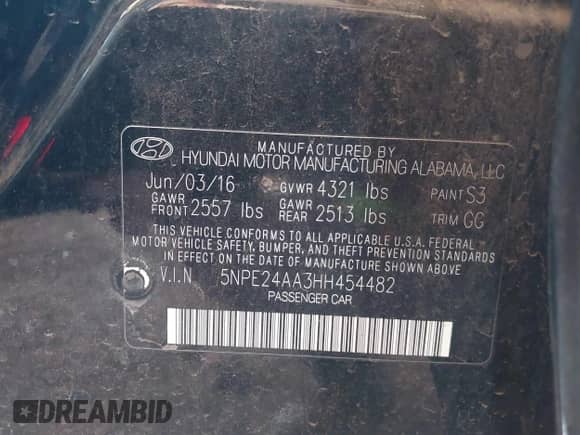 MANUFACTURED BY
HYUNDAI MOTOR MANUFACTURING ALABAMA, LLC
Jun/03/16 GVWR 4321 lbs PAINT S3
GAWR FRONT 2557 lbs GAWR REAR 2513 lbs TRIM GG
THIS VEHICLE CONFORMS TO ALL APPLICABLE U.S.A. FEDERAL
MOTOR VEHICLE SAFETY, BUMPER, AND THEFT PREVENTION STANDARDS
IN EFFECT ON THE DATE OF MANUFACTURE SHOWN ABOVE
V.I.N 5NPE24AA3HH454482
PASSENGER CAR
DREAMBID